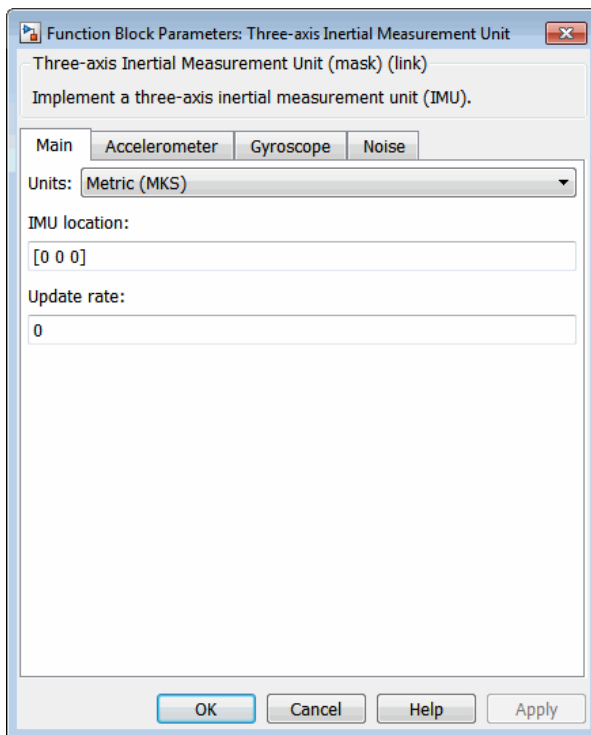 Function Block Parameters: Three-axis Inertial Measurement Unit
Three-axis Inertial Measurement Unit (mask) (link)
Implement a three-axis inertial measurement unit (IMU).
Main Accelerometer Gyroscope Noise
Units: Metric (MKS)
IMU location:
[0 0 0]
Update rate:
0
OK Cancel Help Apply